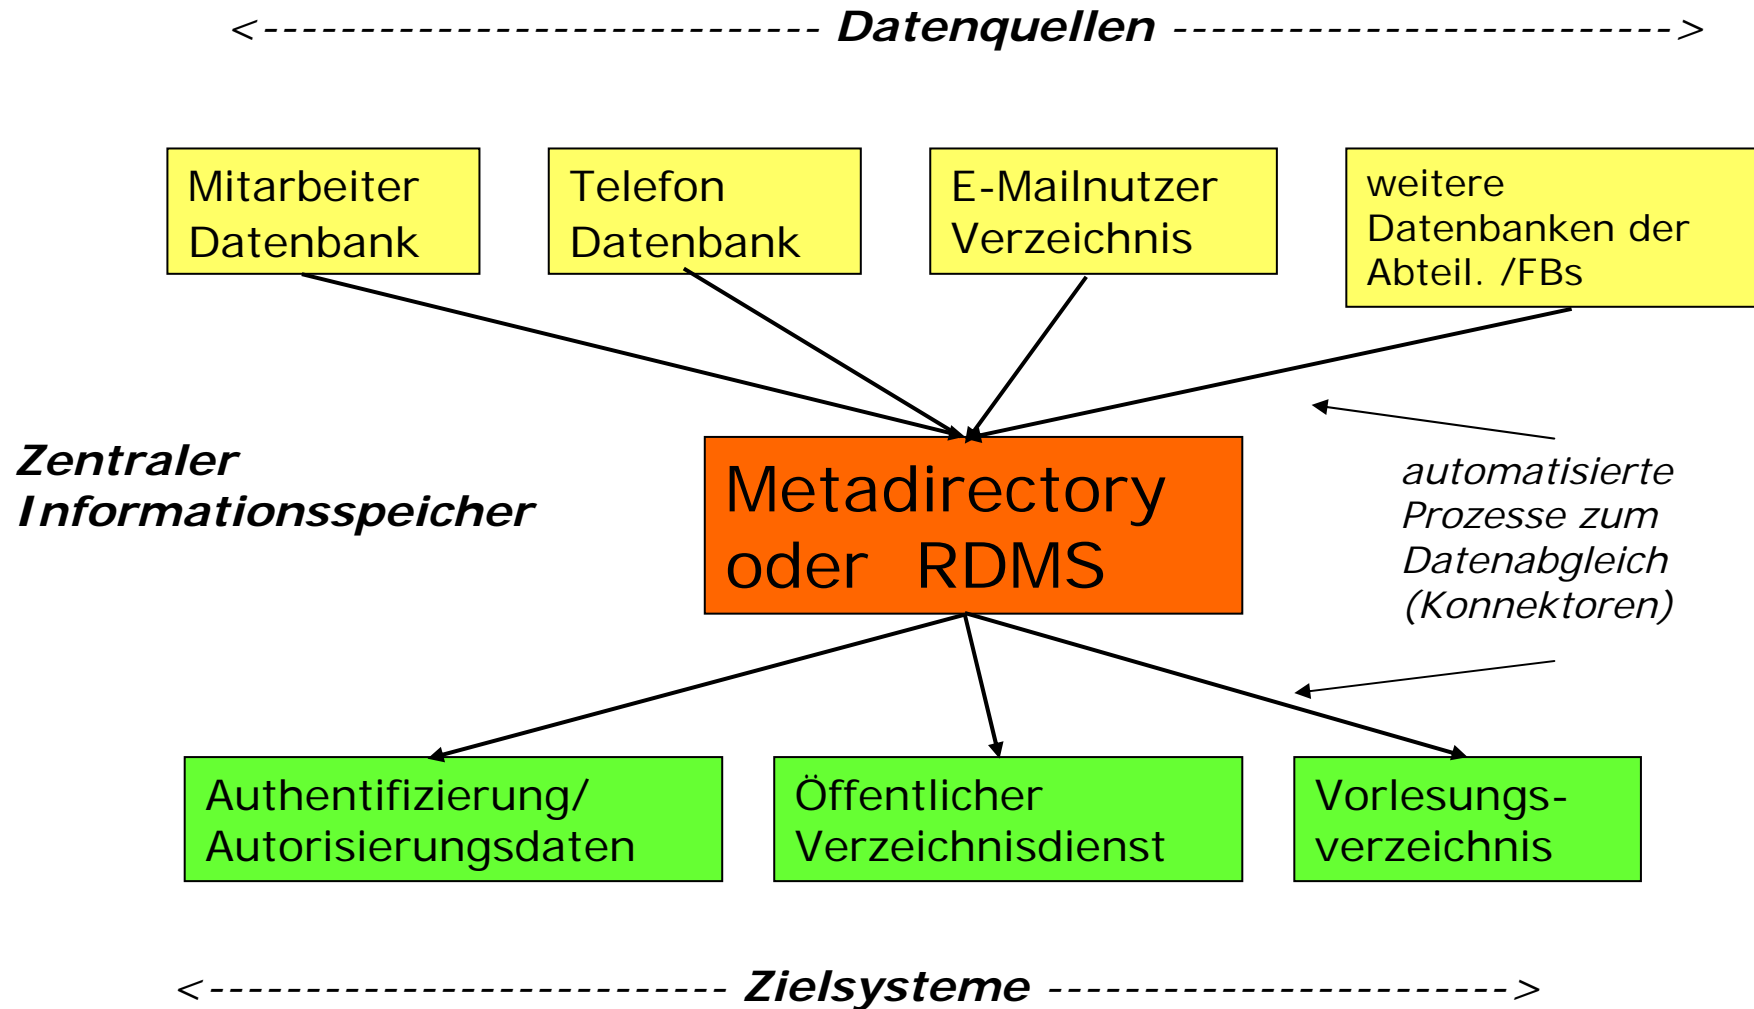 <---------------------------- Datenquellen -------------------------->
Mitarbeiter
Datenbank
Telefon
Datenbank
E-Mailnutzer
Verzeichnis
weitere
Datenbanken der
Abteil. /FBs
Zentraler
Informationsspeicher
Metadirectory
oder RDMS
automatisierte
Prozesse zum
Datenabgleich
(Konnektoren)
Authentifizierung/
Autorisierungsdaten
Öffentlicher
Verzeichnisdienst
Vorlesungs-
verzeichnis
<--------------------------- Zielsysteme ------------------------>